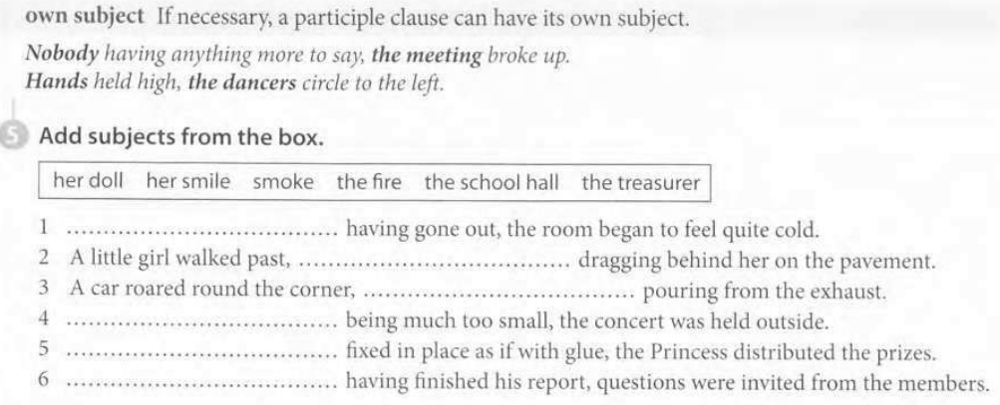 own subject If necessary, a participle clause can have its own subject.
Nobody having anything more to say, the meeting broke up.
Hands held high, the dancers circle to the left.
5 Add subjects from the box.
her doll her smile smoke the fire the school hall the treasurer
1 .................................... having gone out, the room began to feel quite cold.
2 A little girl walked past, .................................... dragging behind her on the pavement.
3 A car roared round the corner, .................................... pouring from the exhaust.
4 .................................... being much too small, the concert was held outside.
5 .................................... fixed in place as if with glue, the Princess distributed the prizes.
6 .................................... having finished his report, questions were invited from the members.